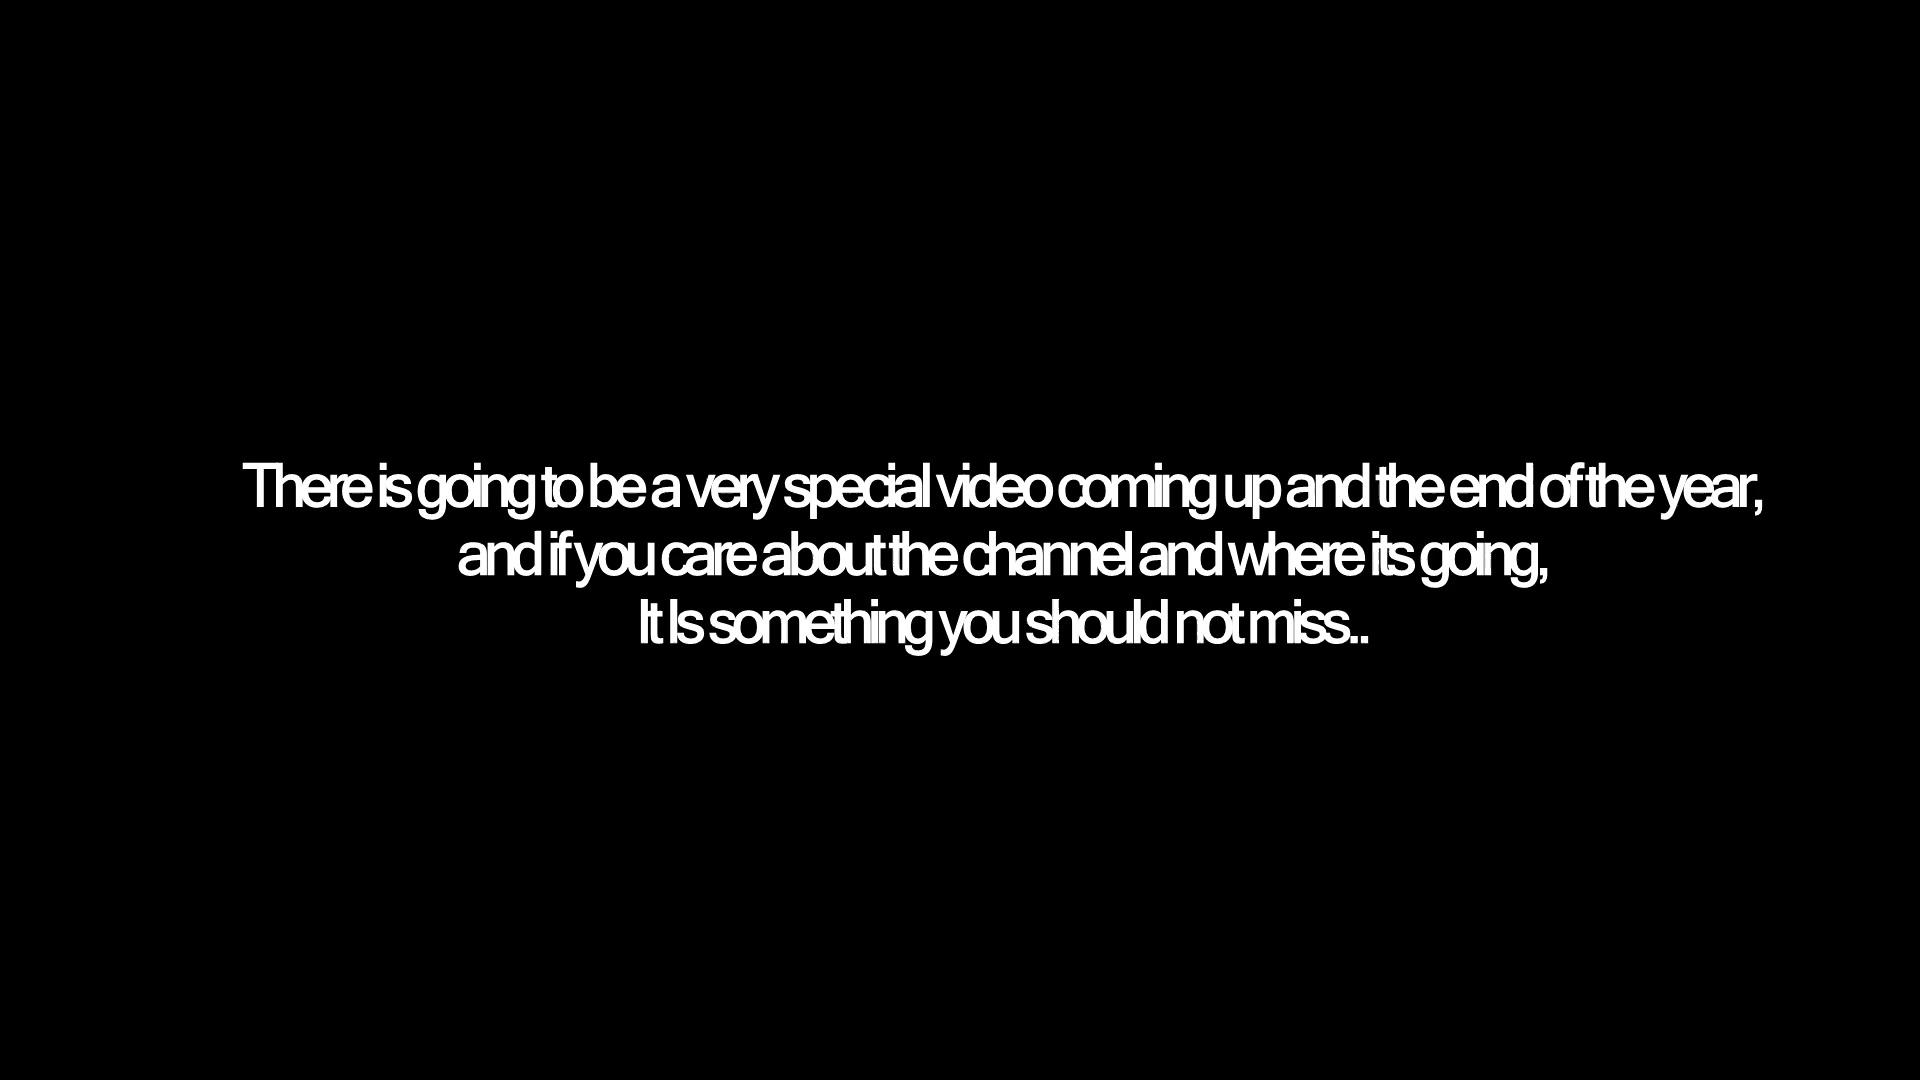 There is going to be a very special video coming up and the end of the year,
and if you care about the channel and where its going,
It Is something you should not miss..